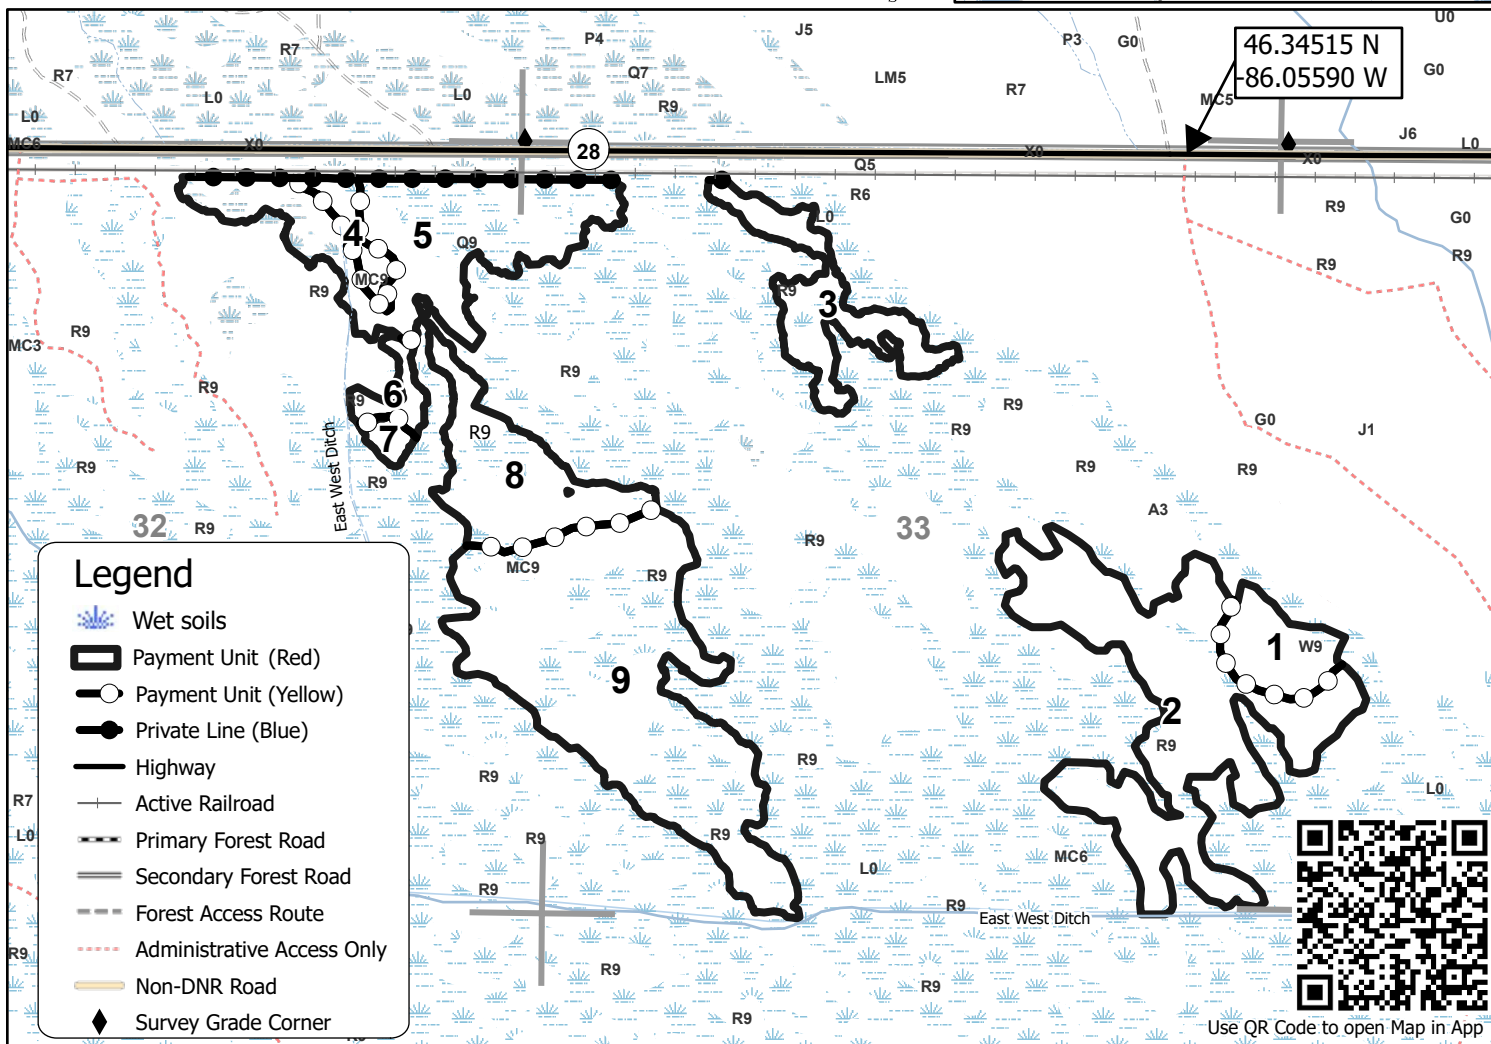 U0
J5
P4
P3
G0
R7
46.34515 N
-86.05590 W
R7
Q7
LM5
G0
R7
L0
L0
R9
MC5
L0
J6
MC6
X0
28
X0
X0
L0
Q5
R6
R9
L0
G0
4
5
Q9
R9
R9
MC9
R9
R9
3
R9
MC3
R9
R9
R9
6
R9
R9
7
R9
8
R9
G0
J1
R9
R9
R9
R9
East West Ditch
A3
32
R9
R9
33
MC9
R9
9
1
W9
2
R9
R9
R9
L0
R7
L0
R9
R9
MC6
L0
R9
R9
East West Ditch
R9
R9
R9
R9
Legend
Wet soils
Payment Unit (Red)
Payment Unit (Yellow)
Private Line (Blue)
Highway
Active Railroad
Primary Forest Road
Secondary Forest Road
Forest Access Route
Administrative Access Only
Non-DNR Road
Survey Grade Corner
Use QR Code to open Map in App